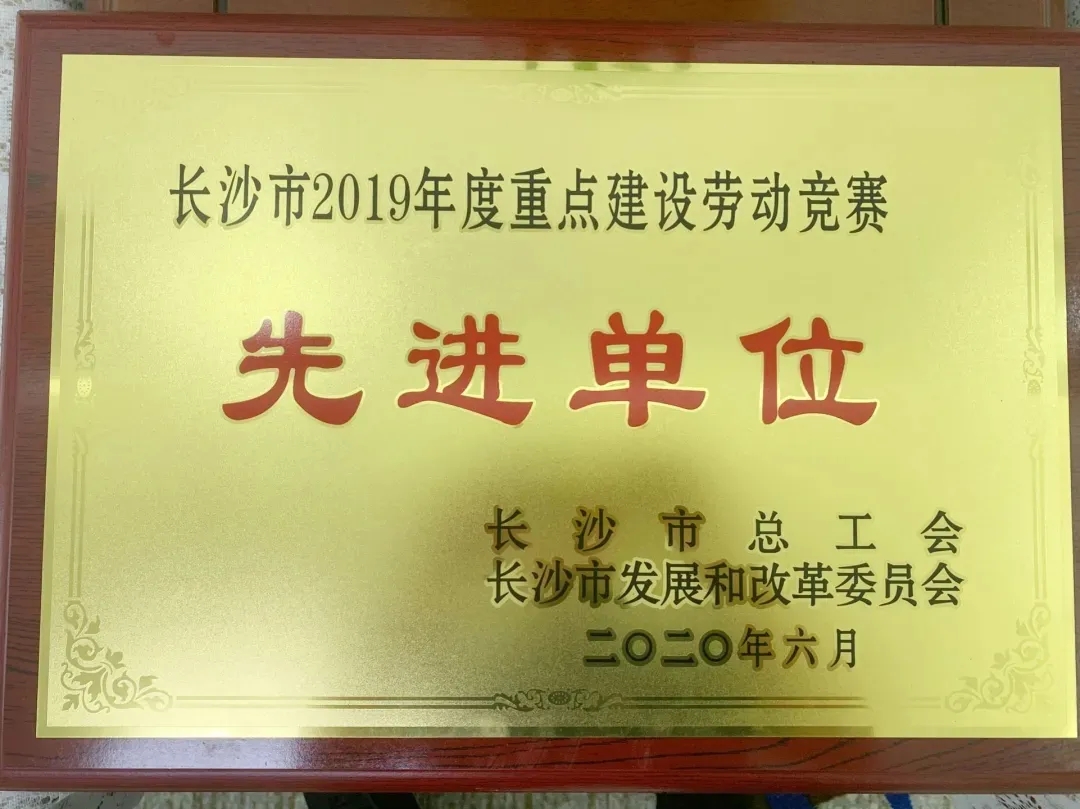 长沙市2019年度重点建设劳动竞赛
先进单位
长沙市总工会
长沙市发展和改革委员会
二〇二〇年六月